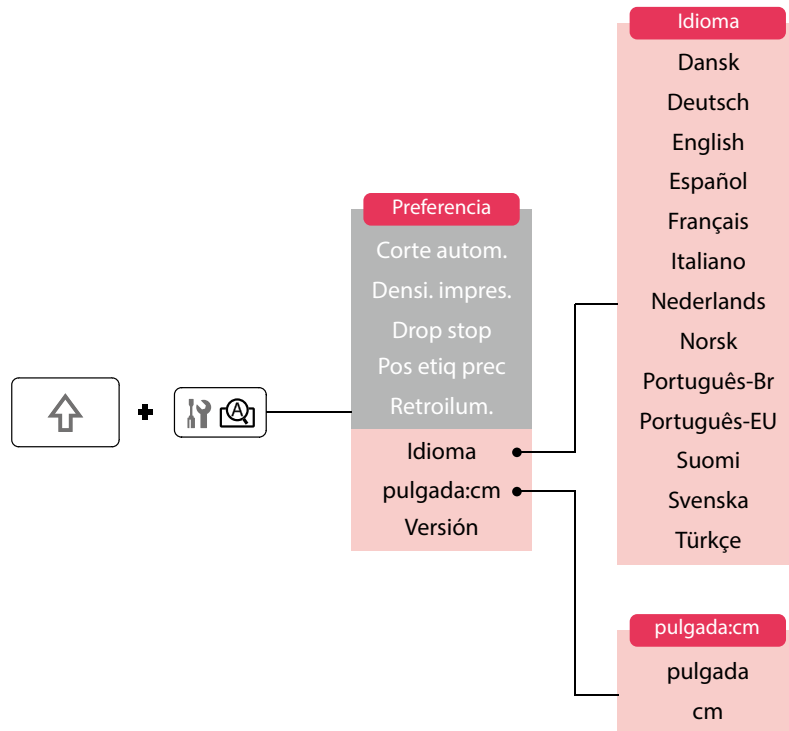 Preferencia
Corte autom.
Densi. impres.
Drop stop
Pos etiq prec
Retroilum.
Idioma
pulgada:cm
Versión
Idioma
Dansk
Deutsch
English
Español
Français
Italiano
Nederlands
Norsk
Português-Br
Português-EU
Suomi
Svenska
Türkçe
pulgada:cm
pulgada
cm